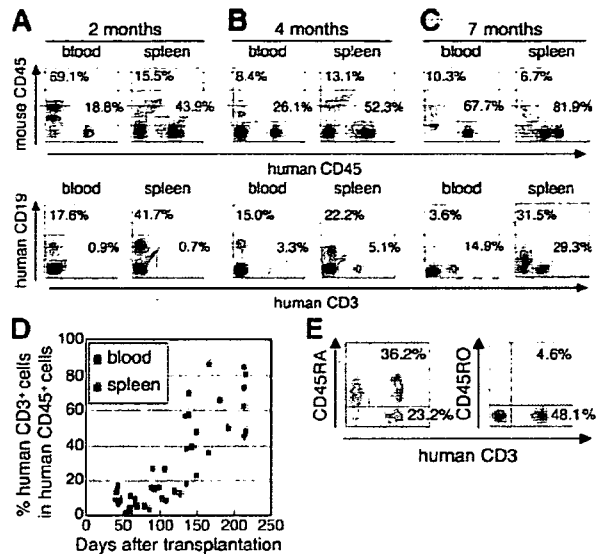 A 2 months B 4 months C 7 months
blood spleen blood spleen blood spleen
69.1% 15.5% 8.4% 13.1% 10.3% 6.7%
18.8% 43.9% 26.1% 52.3% 67.7% 81.9%
mouse CD45
human CD45
blood spleen blood spleen blood spleen
17.6% 41.7% 15.0% 22.2% 3.6% 31.5%
0.9% 0.7% 3.3% 5.1% 14.9% 29.3%
human CD19
human CD3
D
% human CD3+ cells
in human CD45+ cells
100
80
60
40
20
0
blood
spleen
0 50 100 150 200 250
Days after transplantation
E
CD45RA
36.2%
23.2%
CD45RO
4.6%
48.1%
human CD3